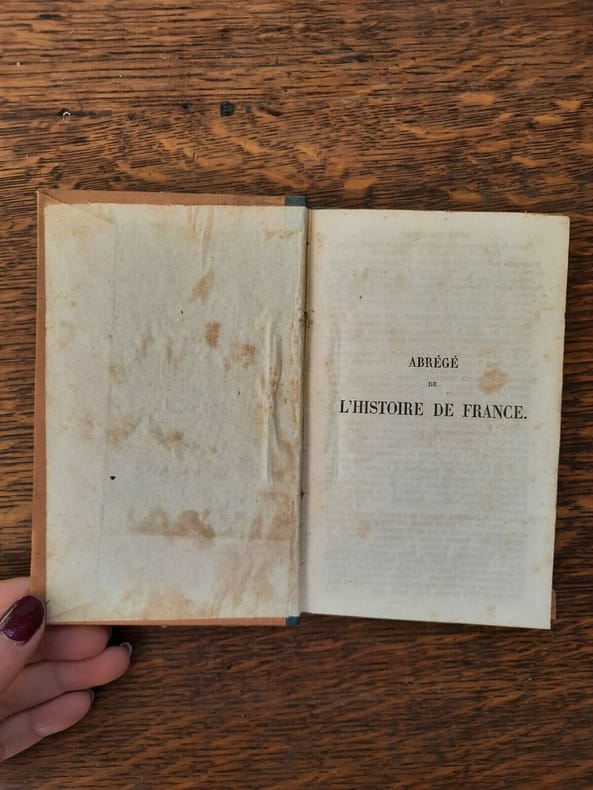 ABRÉGÉ
DE
L'HISTOIRE DE FRANCE.